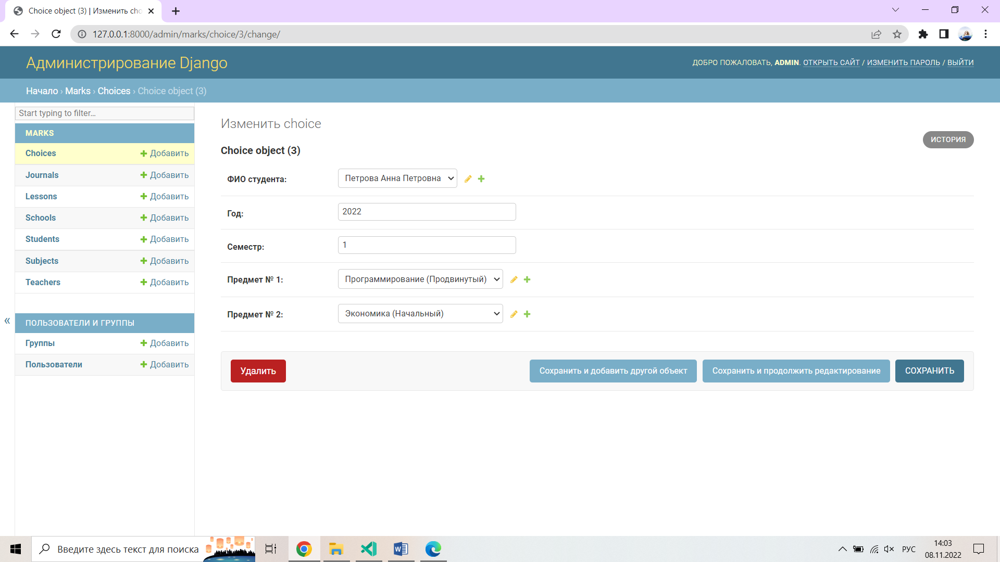 Choice object (3) | Изменить cho
127.0.0.1:8000/admin/marks/choice/3/change/
Администрирование Django
ДОБРО ПОЖАЛОВАТЬ, ADMIN. ОТКРЫТЬ САЙТ / ИЗМЕНИТЬ ПАРОЛЬ / ВЫЙТИ
Начало › Marks › Choices › Choice object (3)
Start typing to filter...
MARKS
Choices Добавить
Journals Добавить
Lessons Добавить
Schools Добавить
Students Добавить
Subjects Добавить
Teachers Добавить
«
ПОЛЬЗОВАТЕЛИ И ГРУППЫ
Группы Добавить
Пользователи Добавить
Изменить choice
ИСТОРИЯ
Choice object (3)
ФИО студента: Петрова Анна Петровна
Год: 2022
Семестр: 1
Предмет № 1: Программирование (Продвинутый)
Предмет № 2: Экономика (Начальный)
Удалить
Сохранить и добавить другой объект
Сохранить и продолжить редактирование
СОХРАНИТЬ
Введите здесь текст для поиска
РУС
14:03
08.11.2022